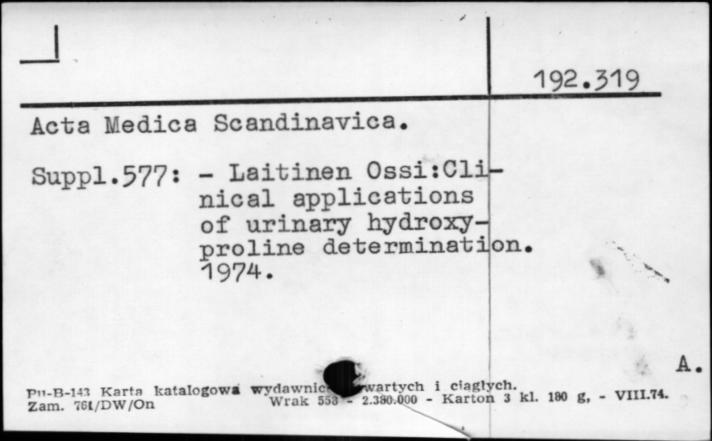 192.319
Acta Medica Scandinavica.
Suppl.577: - Laitinen Ossi:Cli-
nical applications
of urinary hydroxy-
proline determination.
1974.
A.
Pu-B-143 Karta katalogowa wydawnic wartych i ciągłych.
Zam. 761/DW/On Wrak 553 - 2.380.000 - Karton 3 kl. 180 g, - VIII.74.